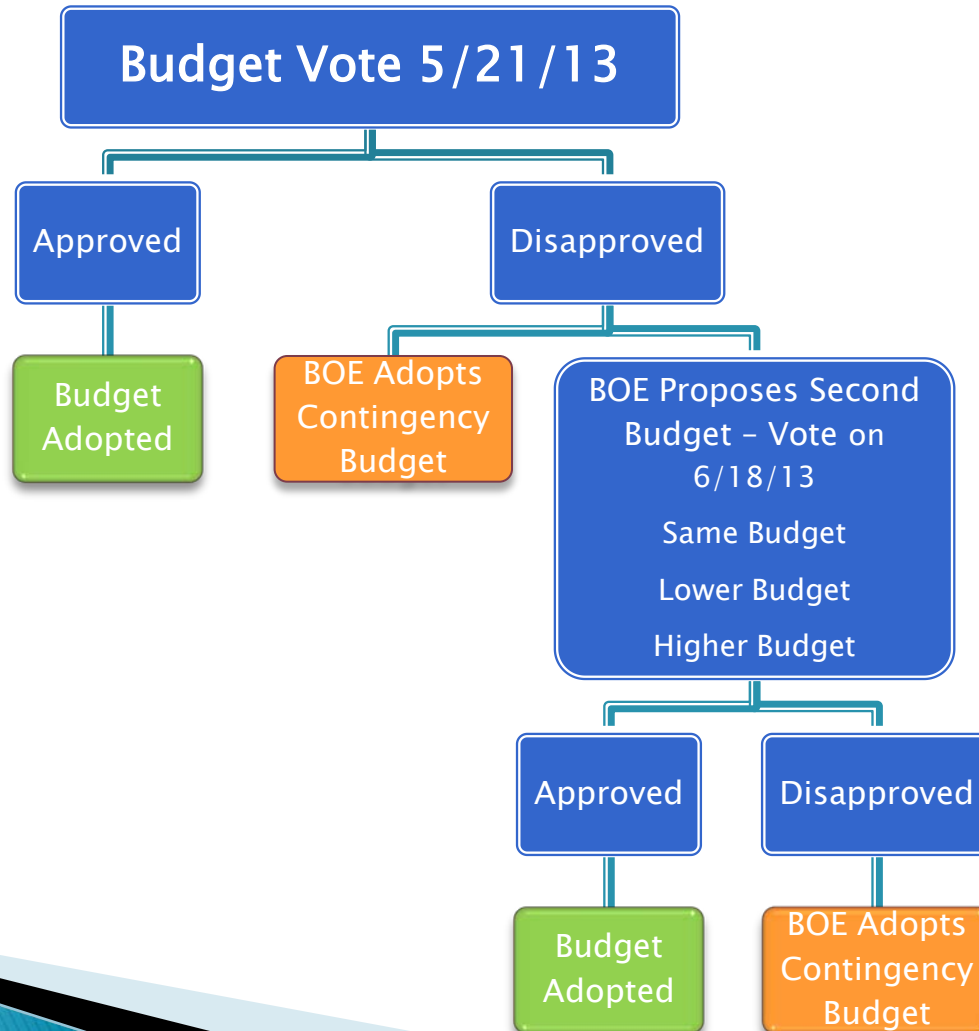 Budget Vote 5/21/13
Approved
Disapproved
Budget
Adopted
BOE Adopts
Contingency
Budget
BOE Proposes Second
Budget – Vote on
6/18/13
Same Budget
Lower Budget
Higher Budget
Approved
Disapproved
Budget
Adopted
BOE Adopts
Contingency
Budget